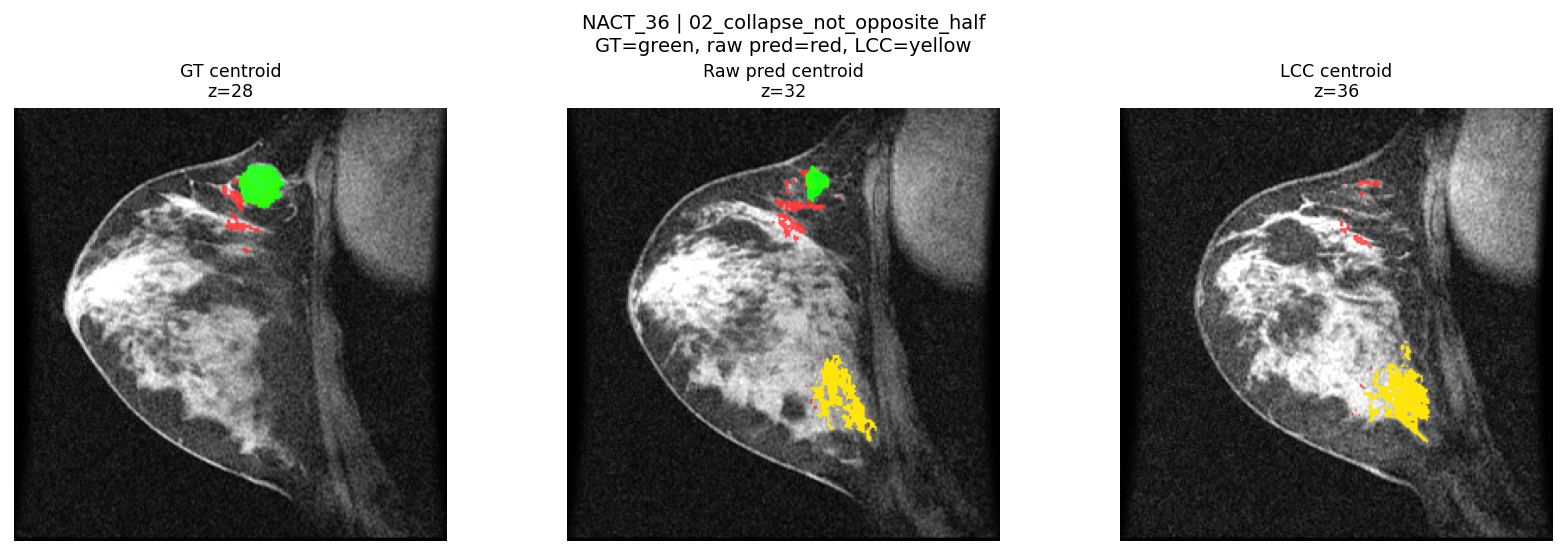 NACT_36 | 02_collapse_not_opposite_half
GT=green, raw pred=red, LCC=yellow
GT centroid
z=28
Raw pred centroid
z=32
LCC centroid
z=36